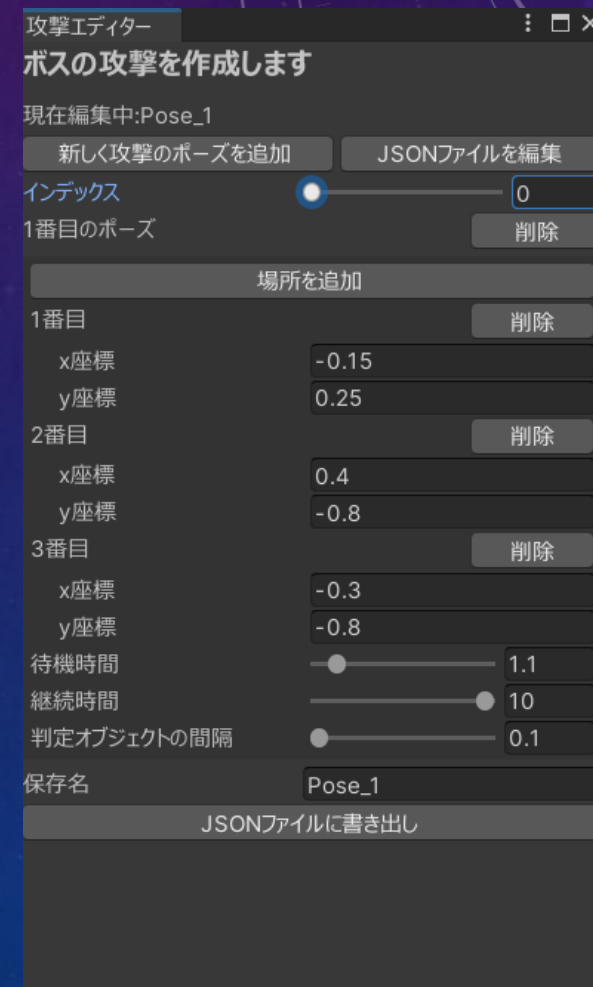 攻撃エディター
ボスの攻撃を作成します
現在編集中:Pose_1
新しく攻撃のポーズを追加 JSONファイルを編集
インデックス 0
1番目のポーズ 削除
場所を追加
1番目 削除
x座標 -0.15
y座標 0.25
2番目 削除
x座標 0.4
y座標 -0.8
3番目 削除
x座標 -0.3
y座標 -0.8
待機時間 1.1
継続時間 10
判定オブジェクトの間隔 0.1
保存名 Pose_1
JSONファイルに書き出し